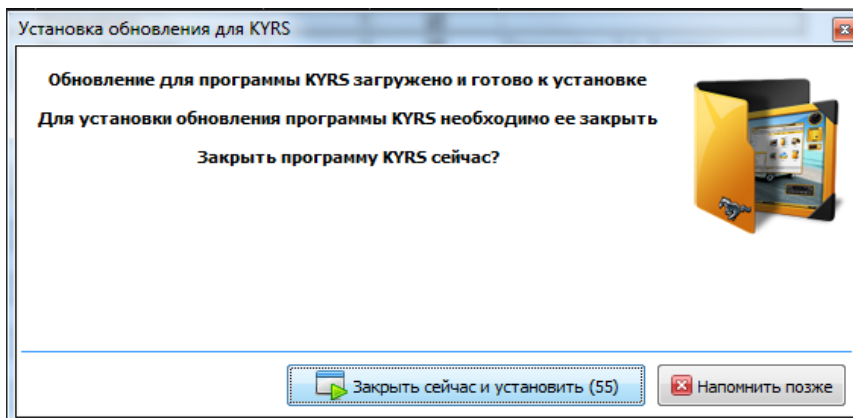 Установка обновления для KYRS
Обновление для программы KYRS загружено и готово к установке
Для установки обновления программы KYRS необходимо ее закрыть
Закрыть программу KYRS сейчас?
Закрыть сейчас и установить (55)
Напомнить позже